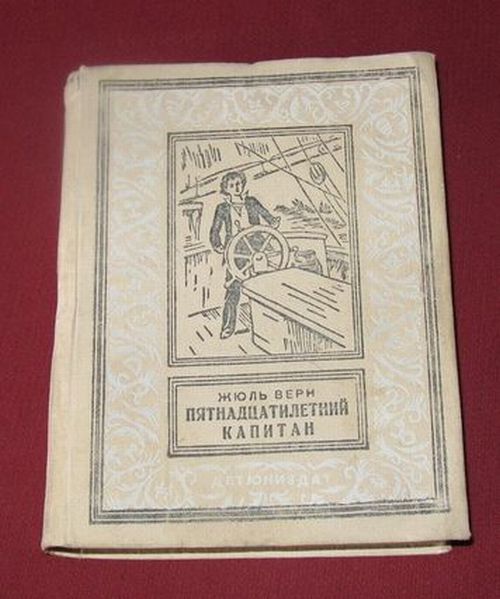 ЖЮЛЬ ВЕРН
ПЯТНАДЦАТИЛЕТНИЙ
КАПИТАН
ДЕТЮНИЗДАТ